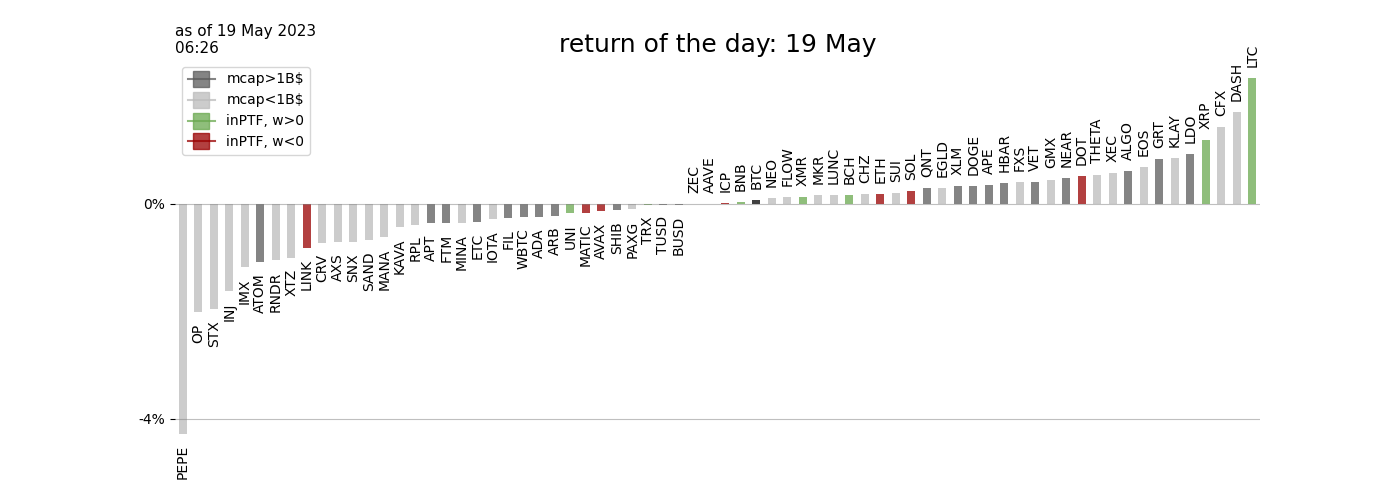 as of 19 May 2023
06:26
return of the day: 19 May
mcap>1B$
mcap<1B$
inPTF, w>0
inPTF, w<0
0%
-4%
PEPE
OP
STX
INJ
IMX
ATOM
RNDR
XTZ
LINK
CRV
AXS
SNX
SAND
MANA
KAVA
RPL
APT
FTM
MINA
ETC
IOTA
FIL
WBTC
ADA
ARB
UNI
MATIC
AVAX
SHIB
PAXG
TRX
TUSD
BUSD
ZEC
AAVE
ICP
BNB
BTC
NEO
FLOW
XMR
MKR
LUNC
BCH
CHZ
ETH
SUI
SOL
QNT
EGLD
XLM
DOGE
APE
HBAR
FXS
VET
GMX
NEAR
DOT
THETA
XEC
ALGO
EOS
GRT
KLAY
LDO
XRP
CFX
DASH
LTC